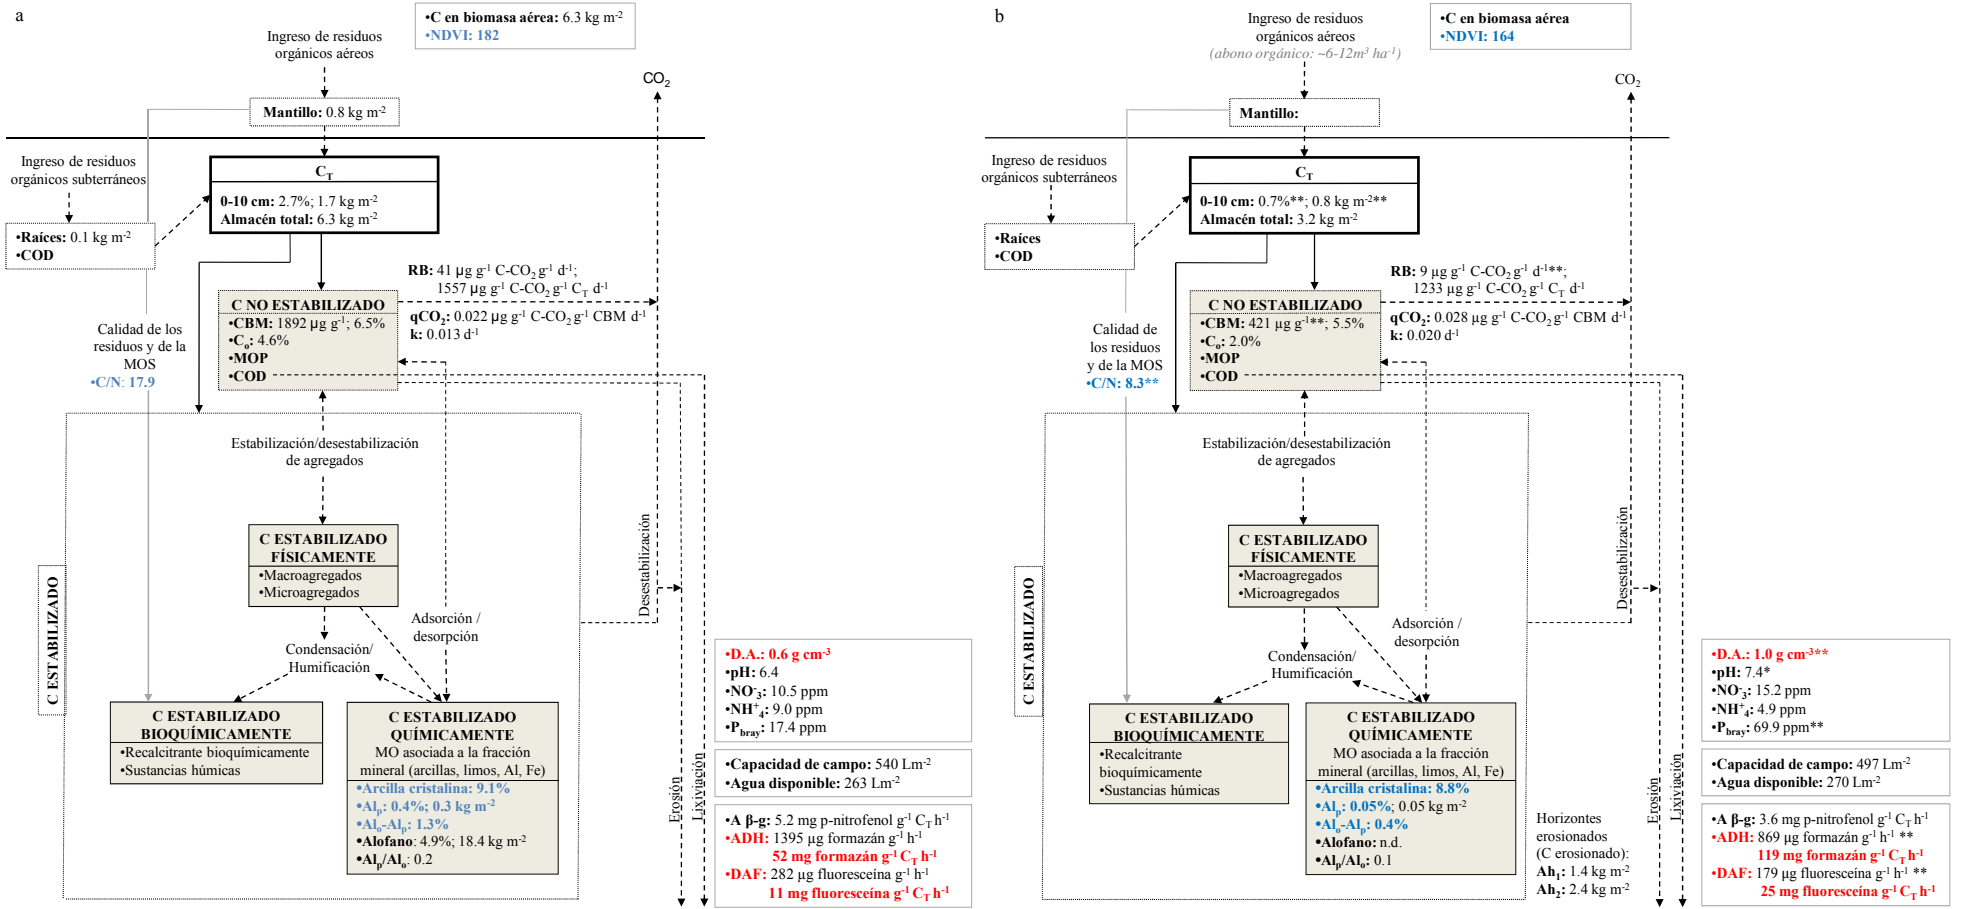 a
•C en biomasa aérea: 6.3 kg m-2
•NDVI: 182
Ingreso de residuos
orgánicos aéreos
CO2
Mantillo: 0.8 kg m-2
Ingreso de residuos
orgánicos subterráneos
CT
0-10 cm: 2.7%; 1.7 kg m-2
Almacén total: 6.3 kg m-2
•Raíces: 0.1 kg m-2
•COD
RB: 41 µg g-1 C-CO2 g-1 d-1;
1557 µg g-1 C-CO2 g-1 CT d-1
C NO ESTABILIZADO
•CBM: 1892 µg g-1; 6.5%
•Co: 4.6%
•MOP
•COD
qCO2: 0.022 µg g-1 C-CO2 g-1 CBM d-1
k: 0.013 d-1
Calidad de los
residuos y de la
MOS
•C/N: 17.9
Estabilización/desestabilización
de agregados
C ESTABILIZADO
FÍSICAMENTE
•Macroagregados
•Microagregados
Desestabilización
C ESTABILIZADO
Adsorción /
desorpción
Condensación/
Humificación
C ESTABILIZADO
BIOQUÍMICAMENTE
•Recalcitrante bioquímicamente
•Sustancias húmicas
C ESTABILIZADO
QUÍMICAMENTE
MO asociada a la fracción
mineral (arcillas, limos, Al, Fe)
•Arcilla cristalina: 9.1%
•Alp: 0.4%; 0.3 kg m-2
•Alo-Alp: 1.3%
•Alofano: 4.9%; 18.4 kg m-2
•Alp/Alo: 0.2
Erosión
Lixiviación
•D.A.: 0.6 g cm-3
•pH: 6.4
•NO-3: 10.5 ppm
•NH+4: 9.0 ppm
•Pbray: 17.4 ppm
•Capacidad de campo: 540 Lm-2
•Agua disponible: 263 Lm-2
•A β-g: 5.2 mg p-nitrofenol g-1 CT h-1
•ADH: 1395 µg formazán g-1 h-1
52 mg formazán g-1 CT h-1
•DAF: 282 µg fluoresceína g-1 h-1
11 mg fluoresceína g-1 CT h-1
b
Ingreso de residuos
orgánicos aéreos
(abono orgánico: ~6-12m3 ha-1)
•C en biomasa aérea
•NDVI: 164
CO2
Mantillo:
Ingreso de residuos
orgánicos subterráneos
CT
0-10 cm: 0.7%**; 0.8 kg m-2**
Almacén total: 3.2 kg m-2
•Raíces
•COD
RB: 9 µg g-1 C-CO2 g-1 d-1**;
1233 µg g-1 C-CO2 g-1 CT d-1
C NO ESTABILIZADO
•CBM: 421 µg g-1**; 5.5%
•Co: 2.0%
•MOP
•COD
qCO2: 0.028 µg g-1 C-CO2 g-1 CBM d-1
k: 0.020 d-1
Calidad de
los residuos
y de la MOS
•C/N: 8.3**
Estabilización/desestabilización
de agregados
C ESTABILIZADO
FÍSICAMENTE
•Macroagregados
•Microagregados
Desestabilización
C ESTABILIZADO
Adsorción /
desorpción
Condensación/
Humificación
C ESTABILIZADO
BIOQUÍMICAMENTE
•Recalcitrante
bioquímicamente
•Sustancias húmicas
C ESTABILIZADO
QUÍMICAMENTE
MO asociada a la fracción
mineral (arcillas, limos, Al, Fe)
•Arcilla cristalina: 8.8%
•Alp: 0.05%; 0.05 kg m-2
•Alo-Alp: 0.4%
•Alofano: n.d.
•Alp/Alo: 0.1
Horizontes
erosionados
(C erosionado):
Ah1: 1.4 kg m-2
Ah2: 2.4 kg m-2
Erosión
Lixiviación
•D.A.: 1.0 g cm-3**
•pH: 7.4*
•NO-3: 15.2 ppm
•NH+4: 4.9 ppm
•Pbray: 69.9 ppm**
•Capacidad de campo: 497 Lm-2
•Agua disponible: 270 Lm-2
•A β-g: 3.6 mg p-nitrofenol g-1 CT h-1
•ADH: 869 µg formazán g-1 h-1 **
119 mg formazán g-1 CT h-1
•DAF: 179 µg fluoresceína g-1 h-1 **
25 mg fluoresceína g-1 CT h-1